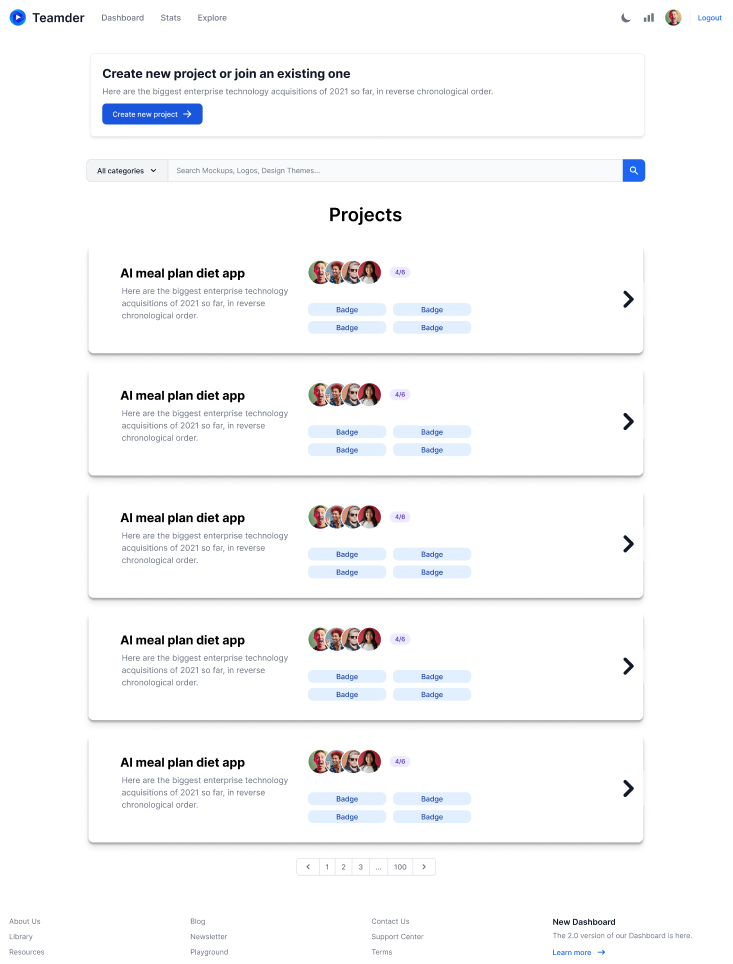 Teamder Dashboard Stats Explore Logout
Create new project or join an existing one
Here are the biggest enterprise technology acquisitions of 2021 so far, in reverse chronological order.
Create new project
All categories Search Mockups, Logos, Design Themes...
Projects
AI meal plan diet app
Here are the biggest enterprise technology
acquisitions of 2021 so far, in reverse
chronological order.
4/6
Badge Badge
Badge Badge
AI meal plan diet app
Here are the biggest enterprise technology
acquisitions of 2021 so far, in reverse
chronological order.
4/6
Badge Badge
Badge Badge
AI meal plan diet app
Here are the biggest enterprise technology
acquisitions of 2021 so far, in reverse
chronological order.
4/6
Badge Badge
Badge Badge
AI meal plan diet app
Here are the biggest enterprise technology
acquisitions of 2021 so far, in reverse
chronological order.
4/6
Badge Badge
Badge Badge
AI meal plan diet app
Here are the biggest enterprise technology
acquisitions of 2021 so far, in reverse
chronological order.
4/6
Badge Badge
Badge Badge
1 2 3 ... 100
About Us
Library
Resources
Blog
Newsletter
Playground
Contact Us
Support Center
Terms
New Dashboard
The 2.0 version of our Dashboard is here.
Learn more